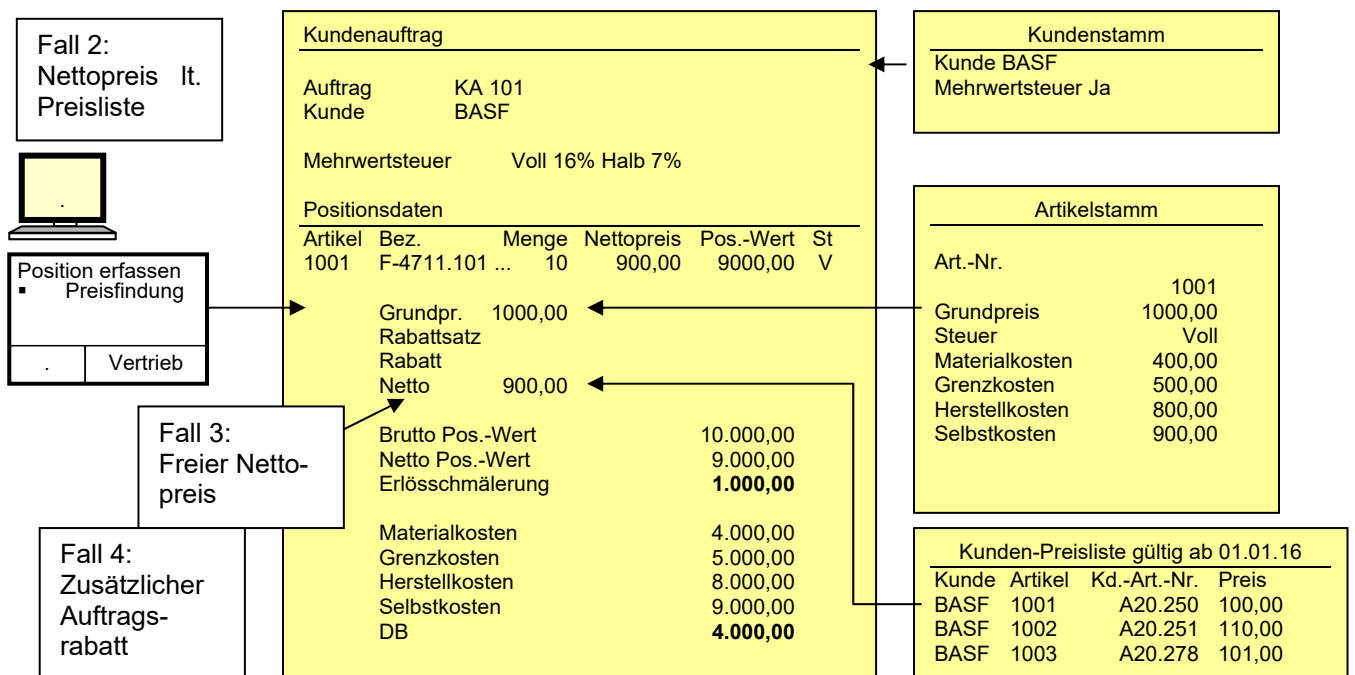 Fall 2:
Nettopreis lt.
Preisliste
.
Position erfassen
▪ Preisfindung
. Vertrieb
Fall 3:
Freier Netto-
preis
Fall 4:
Zusätzlicher
Auftrags-
rabatt
Kundenauftrag
Auftrag KA 101
Kunde BASF
Mehrwertsteuer Voll 16% Halb 7%
Positionsdaten
Artikel Bez. Menge Nettopreis Pos.-Wert St
1001 F-4711.101 ... 10 900,00 9000,00 V
Grundpr. 1000,00
Rabattsatz
Rabatt
Netto 900,00
Brutto Pos.-Wert 10.000,00
Netto Pos.-Wert 9.000,00
Erlösschmälerung 1.000,00
Materialkosten 4.000,00
Grenzkosten 5.000,00
Herstellkosten 8.000,00
Selbstkosten 9.000,00
DB 4.000,00
Kundenstamm
Kunde BASF
Mehrwertsteuer Ja
Artikelstamm
Art.-Nr.
1001
Grundpreis 1000,00
Steuer Voll
Materialkosten 400,00
Grenzkosten 500,00
Herstellkosten 800,00
Selbstkosten 900,00
Kunden-Preisliste gültig ab 01.01.16
Kunde Artikel Kd.-Art.-Nr. Preis
BASF 1001 A20.250 100,00
BASF 1002 A20.251 110,00
BASF 1003 A20.278 101,00